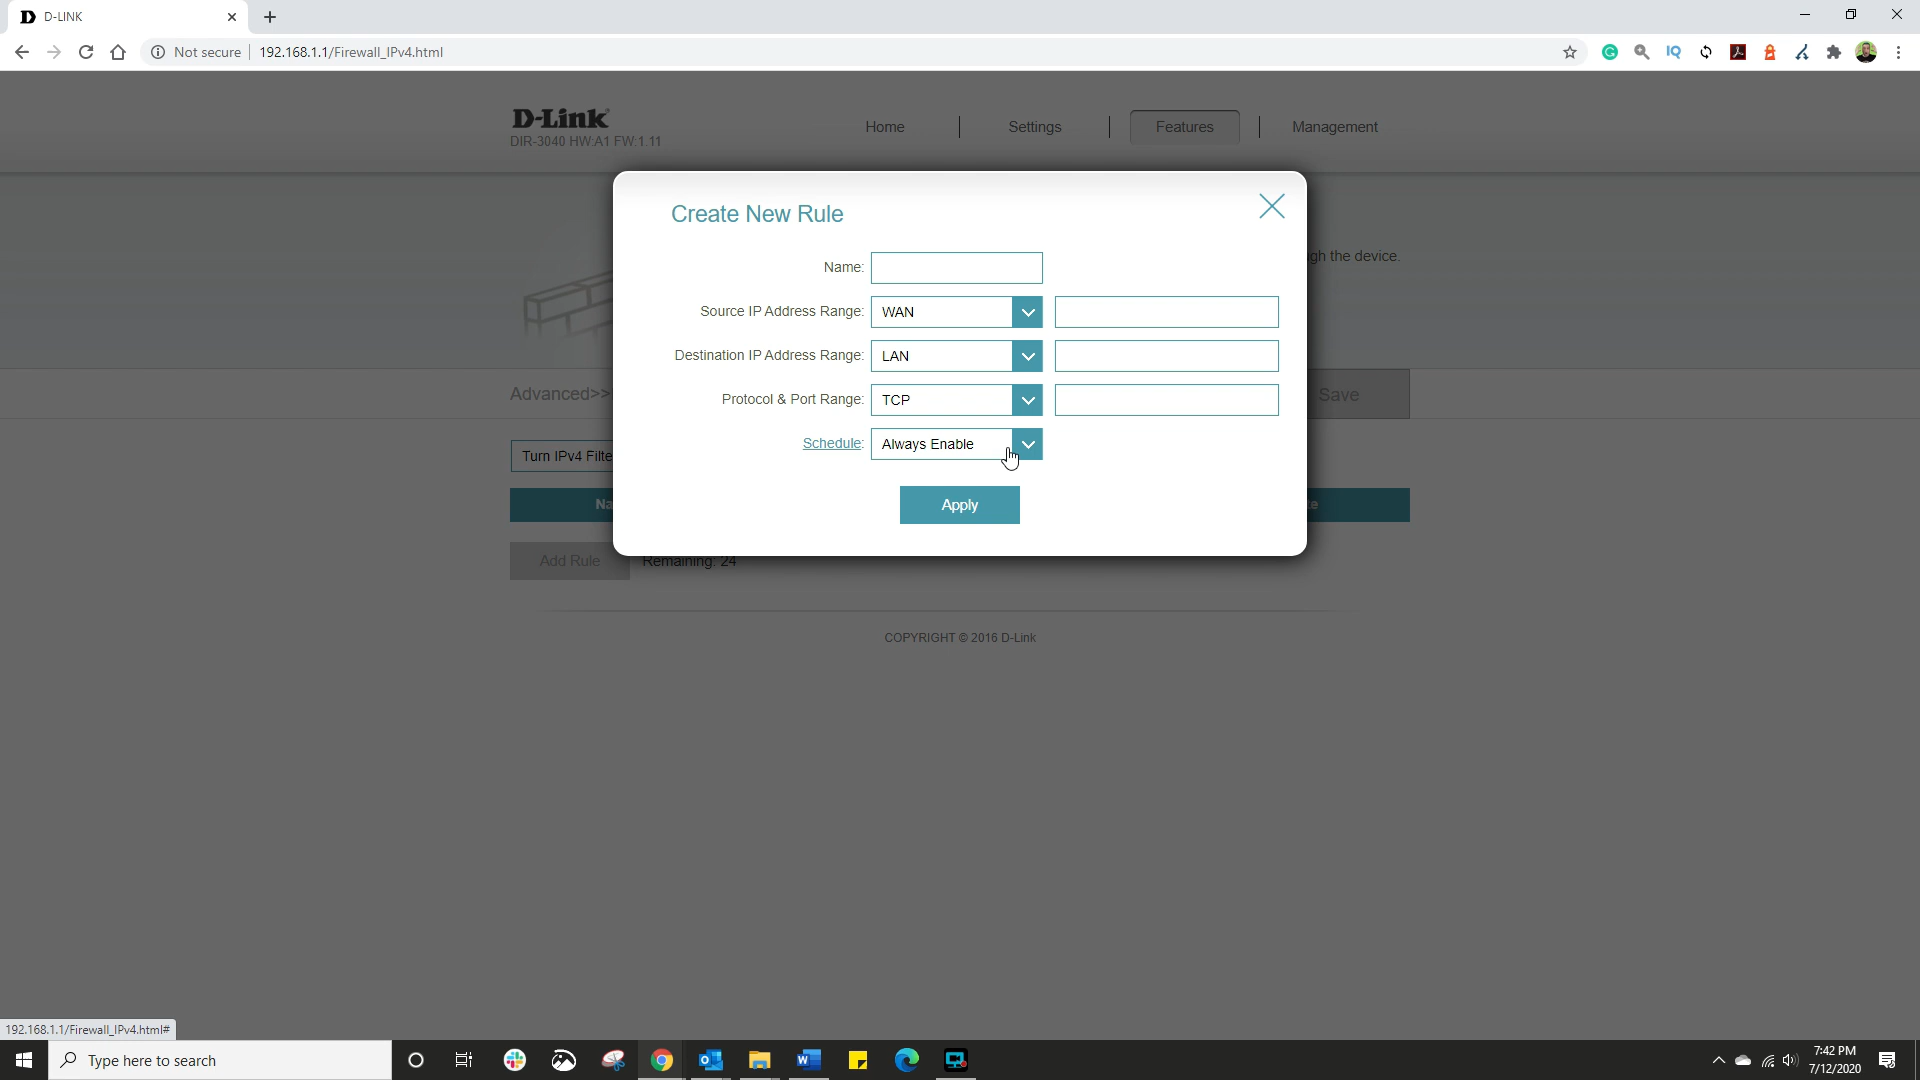 D-LINK
Not secure
192.168.1.1/Firewall_IPv4.html
IQ
D-Link
DIR-3040 HW:A1 FW:1.11
Home
Settings
Features
Management
Create New Rule
gh the device.
Name:
Source IP Address Range:
WAN
Destination IP Address Range:
LAN
Protocol & Port Range:
TCP
Advanced>>
Save
Schedule:
Always Enable
Turn IPv4 Filte
Na
te
Apply
Add Rule
Remaining: 24
COPYRIGHT © 2016 D-Link
192.168.1.1/Firewall_IPv4.html#
Type here to search
7:42 PM
7/12/2020